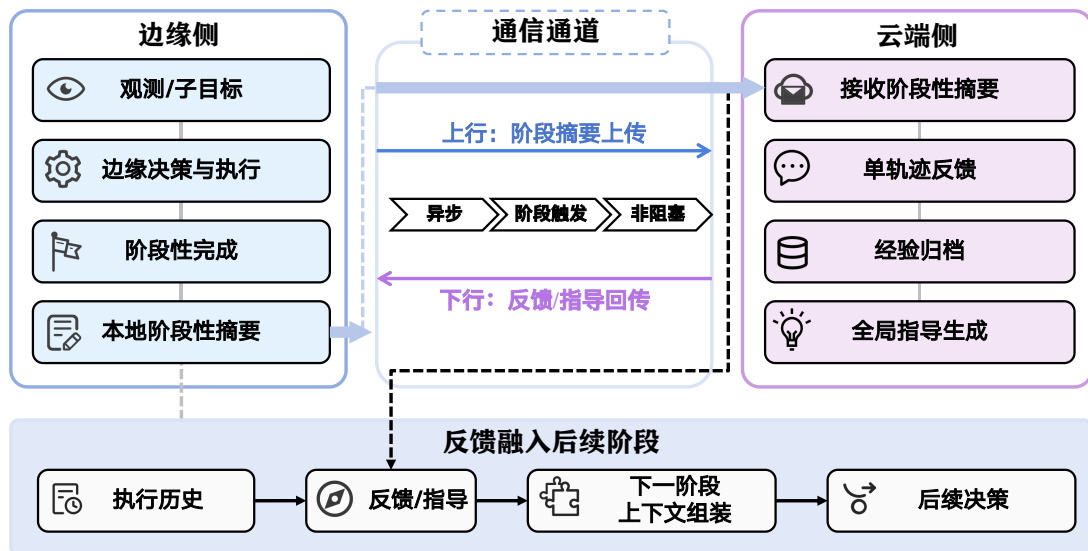 边缘侧
观测/子目标
边缘决策与执行
阶段性完成
本地阶段性摘要
通信通道
上行：阶段摘要上传
异步
阶段触发
非阻塞
下行：反馈/指导回传
云端侧
接收阶段性摘要
单轨迹反馈
经验归档
全局指导生成
反馈融入后续阶段
执行历史
反馈/指导
下一阶段
上下文组装
后续决策